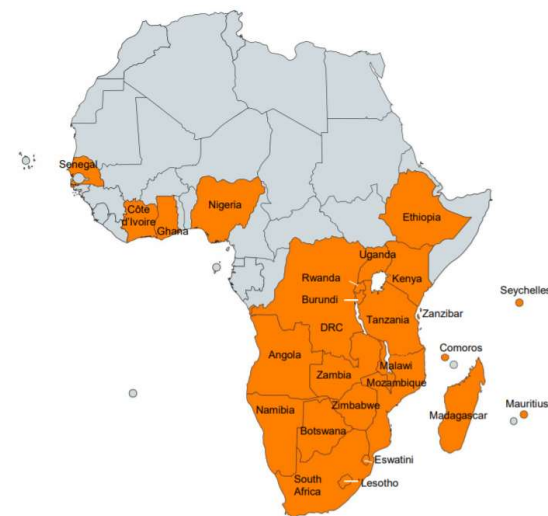 Senegal
Côte
d'Ivoire
Ghana
Nigeria
Ethiopia
Uganda
Rwanda
Kenya
Burundi
Seychelles
Tanzania
Zanzibar
DRC
Comoros
Angola
Malawi
Zambia
Mozambique
Mauritius
Zimbabwe
Namibia
Madagascar
Botswana
Eswatini
South
Africa
Lesotho